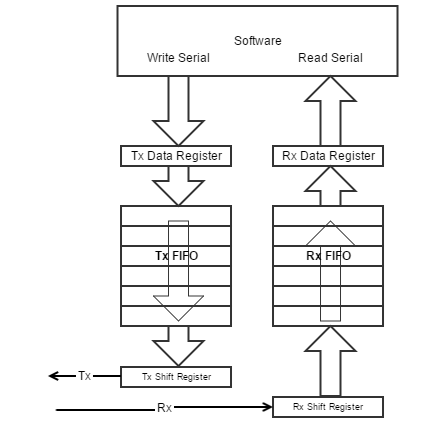 Software
Write Serial
Read Serial
Tx Data Register
Rx Data Register
Tx FIFO
Rx FIFO
Tx
Tx Shift Register
Rx
Rx Shift Register